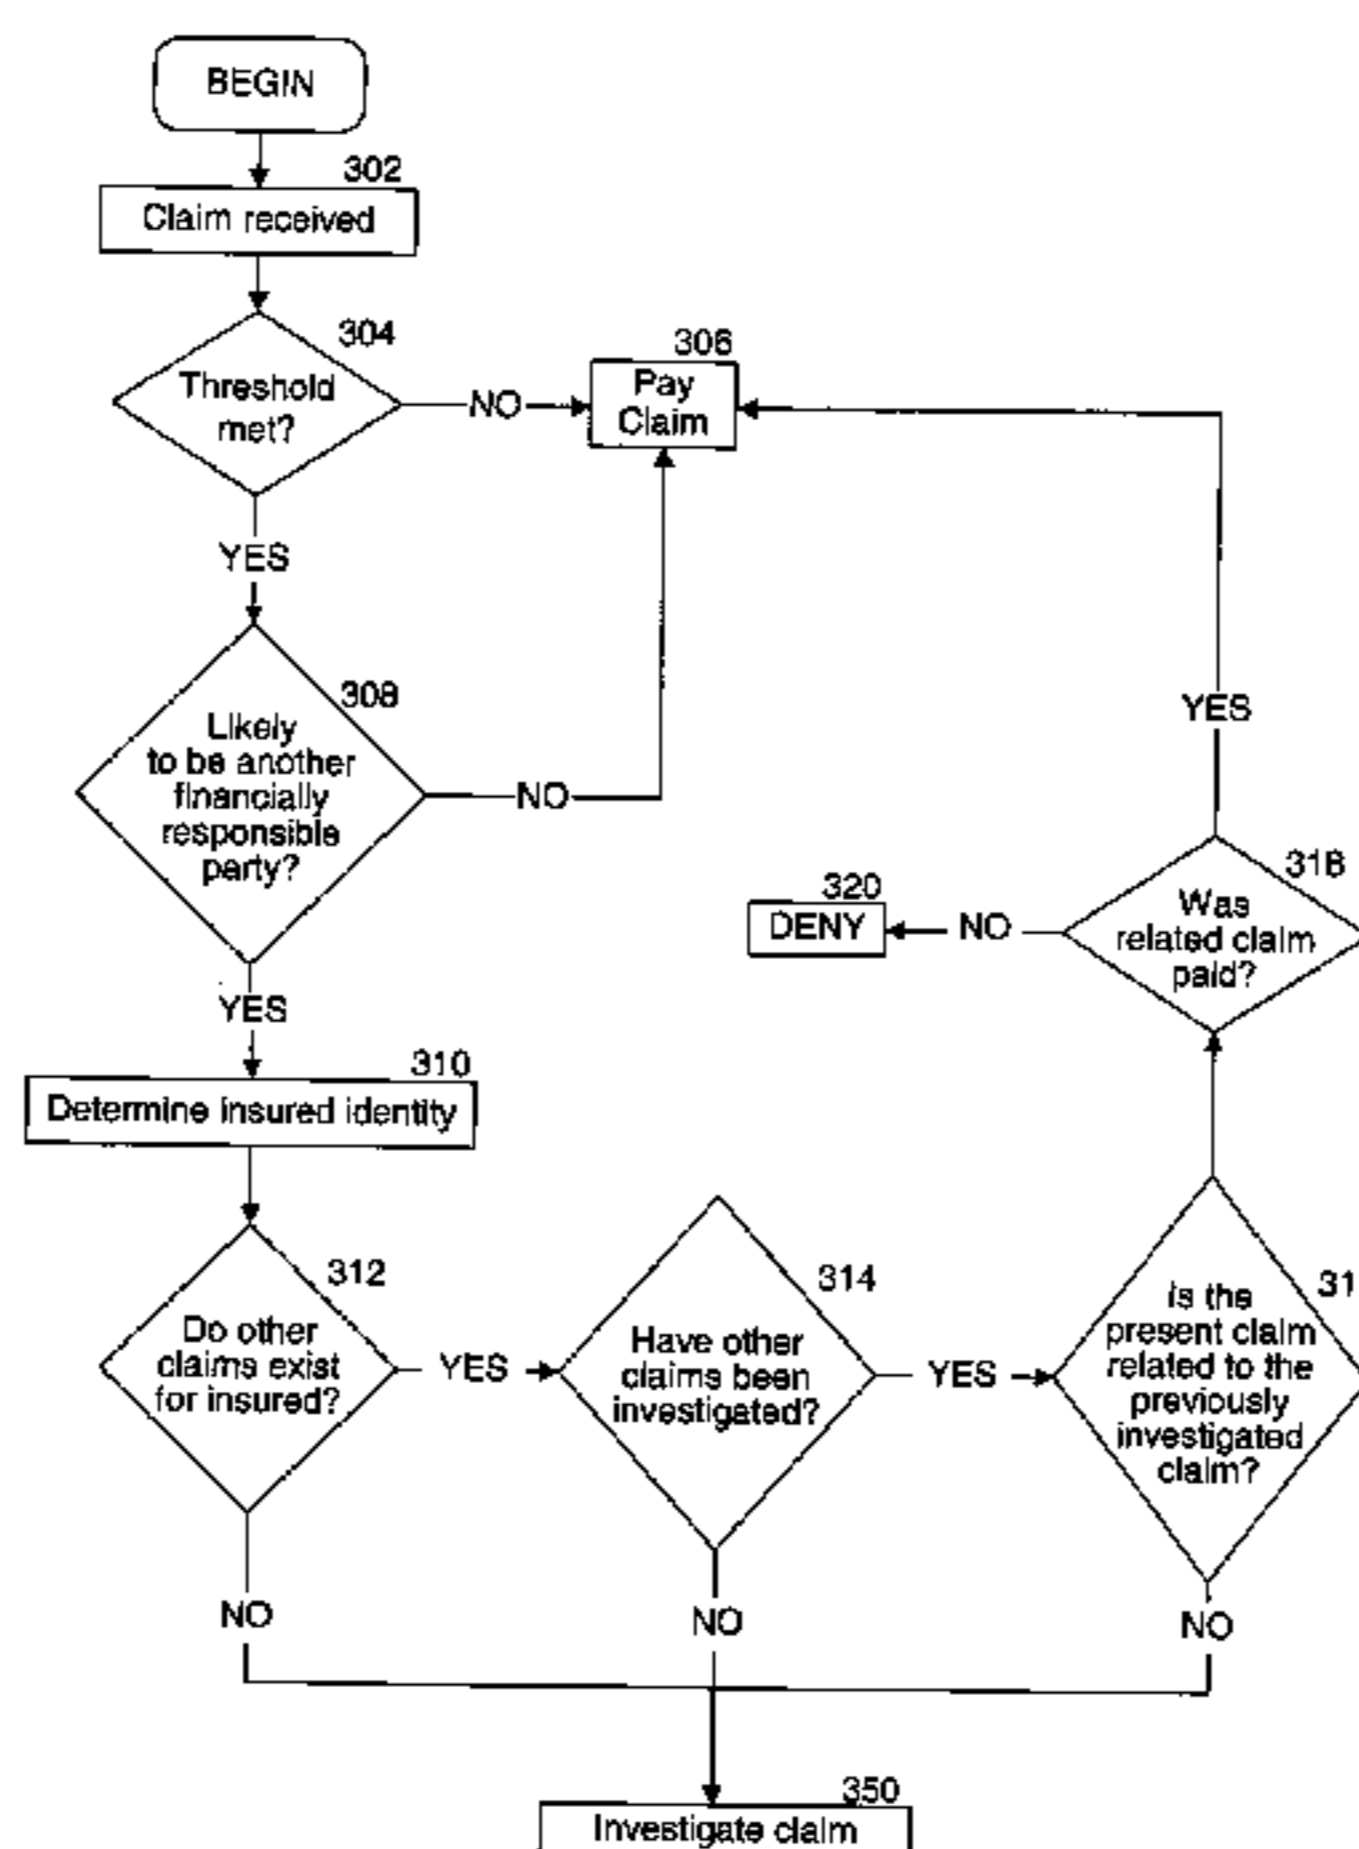 BEGIN
302
Claim received
304
Threshold
met?
NO
306
Pay
Claim
YES
308
Likely
to be another
financially
responsible
party?
NO
YES
310
Determine insured identity
312
Do other
claims exist
for insured?
YES
314
Have other
claims been
investigated?
YES
31
Is the
present claim
related to the
previously
investigated
claim?
318
Was
related claim
paid?
YES
NO
320
DENY
NO
NO
NO
350
Investigate claim